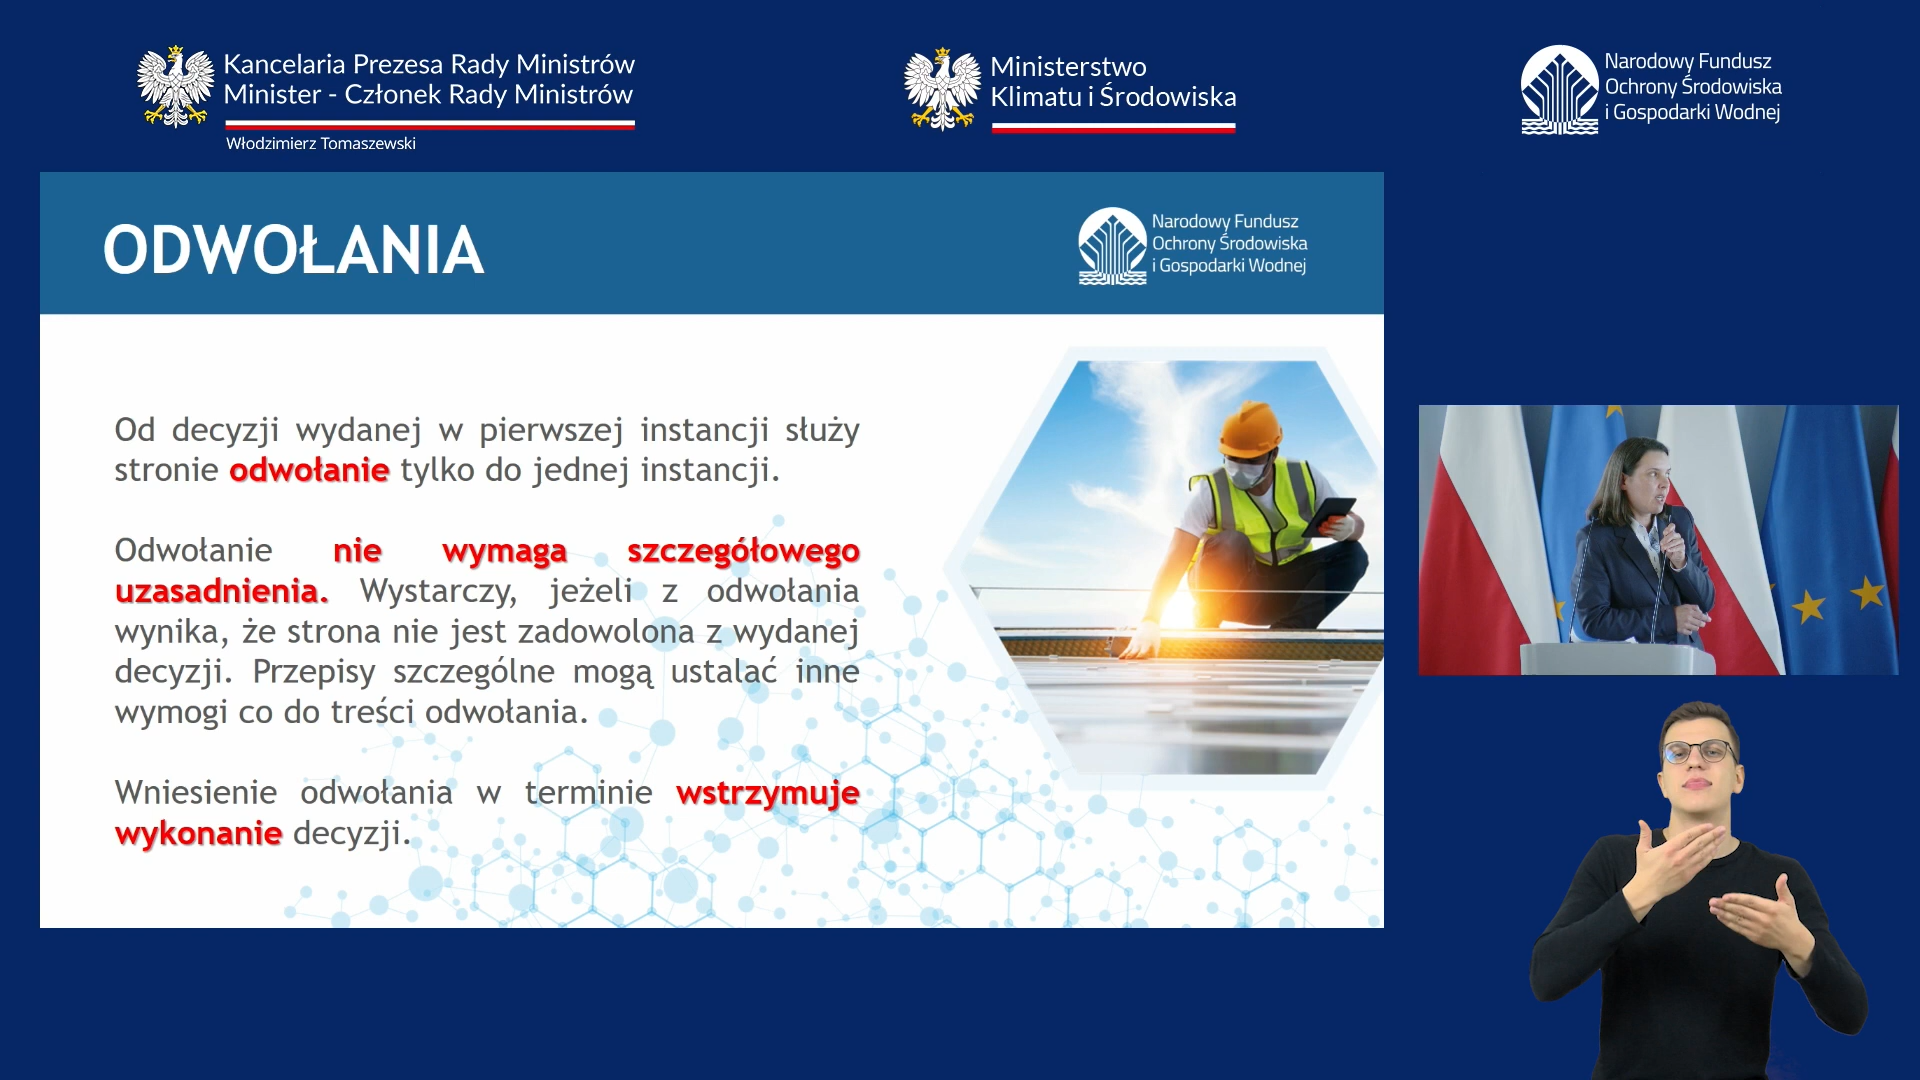 Kancelaria Prezesa Rady Ministrów
Minister - Członek Rady Ministrów
Włodzimierz Tomaszewski
Ministerstwo
Klimatu i Środowiska
Narodowy Fundusz
Ochrony Środowiska
i Gospodarki Wodnej
ODWOŁANIA
Narodowy Fundusz
Ochrony Środowiska
i Gospodarki Wodnej
Od decyzji wydanej w pierwszej instancji służy
stronie odwołanie tylko do jednej instancji.
Odwołanie nie wymaga szczegółowego
uzasadnienia. Wystarczy, jeżeli z odwołania
wynika, że strona nie jest zadowolona z wydanej
decyzji. Przepisy szczególne mogą ustalać inne
wymogi co do treści odwołania.
Wniesienie odwołania w terminie wstrzymuje
wykonanie decyzji.